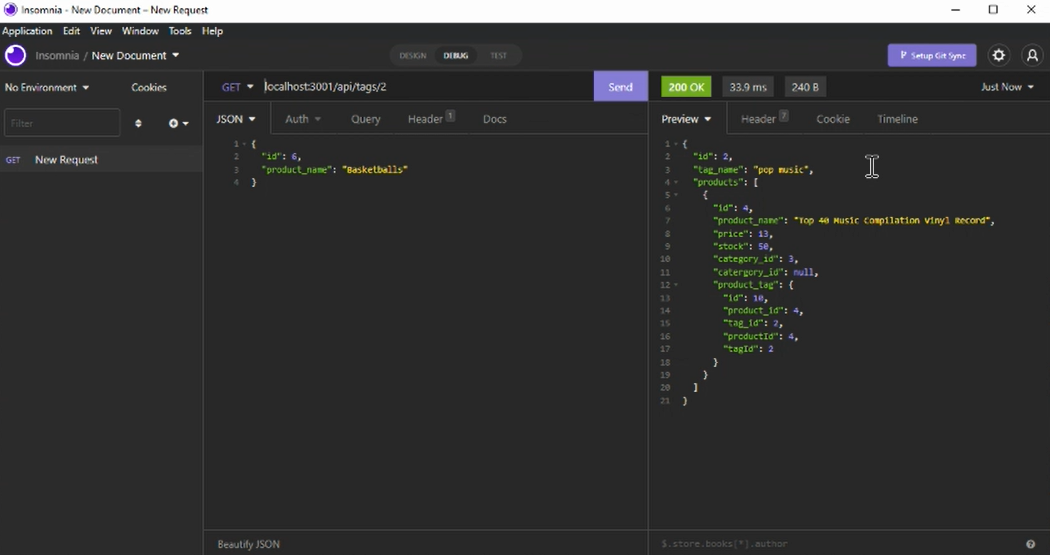 Insomnia - New Document – New Request
Application Edit View Window Tools Help
Insomnia / New Document
DESIGN DEBUG TEST
Setup Git Sync
No Environment Cookies
GET localhost:3001/api/tags/2 Send
200 OK 33.9 ms 240 B Just Now
Filter
JSON Auth Query Header 1 Docs
Preview Header 7 Cookie Timeline
GET New Request
1 {
2 "id": 6,
3 "product_name": "Basketballs"
4 }
1 {
2 "id": 2,
3 "tag_name": "pop music",
4 "products": [
5 {
6 "id": 4,
7 "product_name": "Top 40 Music Compilation Vinyl Record",
8 "price": 13,
9 "stock": 50,
10 "category_id": 3,
11 "catergory_id": null,
12 "product_tag": {
13 "id": 10,
14 "product_id": 4,
15 "tag_id": 2,
16 "productId": 4,
17 "tagId": 2
18 }
19 }
20 ]
21 }
Beautify JSON
$.store.books[*].author